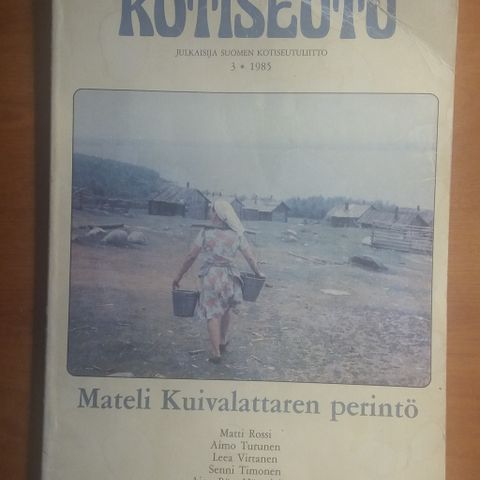 KOTISEUTU
JULKAISIJA SUOMEN KOTISEUTULIITTO
3 • 1985
Mateli Kuivalattaren perintö
Matti Rossi
Aimo Turunen
Leea Virtanen
Senni Timonen